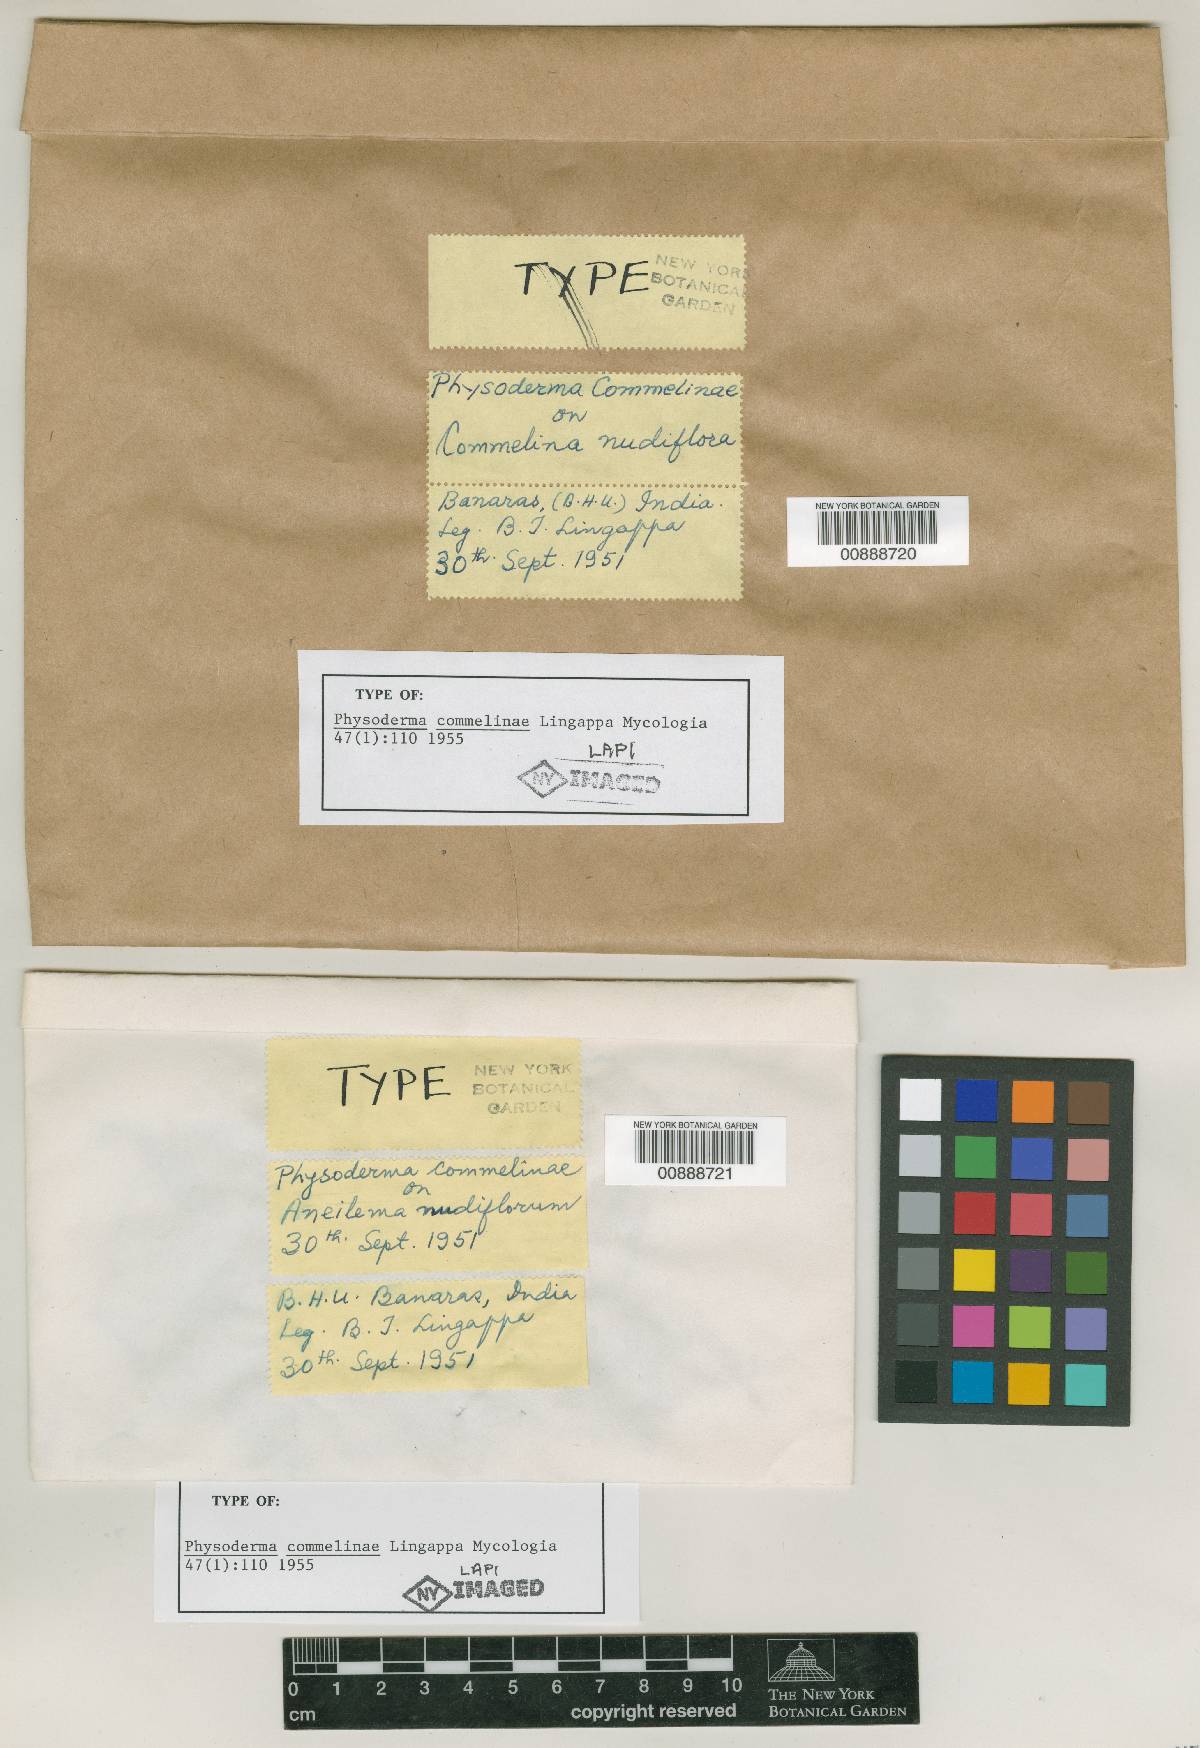 TYPE
NEW YORK
BOTANICAL
GARDEN
Physoderma Commelinae
on
Commelina nudiflora
Banaras, (B.H.U.) India.
Leg. B. T. Lingappa
30th. Sept. 1951
NEW YORK BOTANICAL GARDEN
00888720
TYPE OF:
Physoderma commelinae Lingappa Mycologia
47(1):110 1955
LAPI
NY IMAGED
TYPE
NEW YORK
BOTANICAL
GARDEN
Physoderma commelinae
on
Aneilema nudiflorum
30th. Sept. 1951
B.H.U. Banaras, India
Leg. B. T. Lingappa
30th. Sept. 1951
NEW YORK BOTANICAL GARDEN
00888721
TYPE OF:
Physoderma commelinae Lingappa Mycologia
47(1):110 1955
LAPI
NY IMAGED
0 1 2 3 4 5 6 7 8 9 10
cm
copyright reserved
THE NEW YORK
BOTANICAL GARDEN